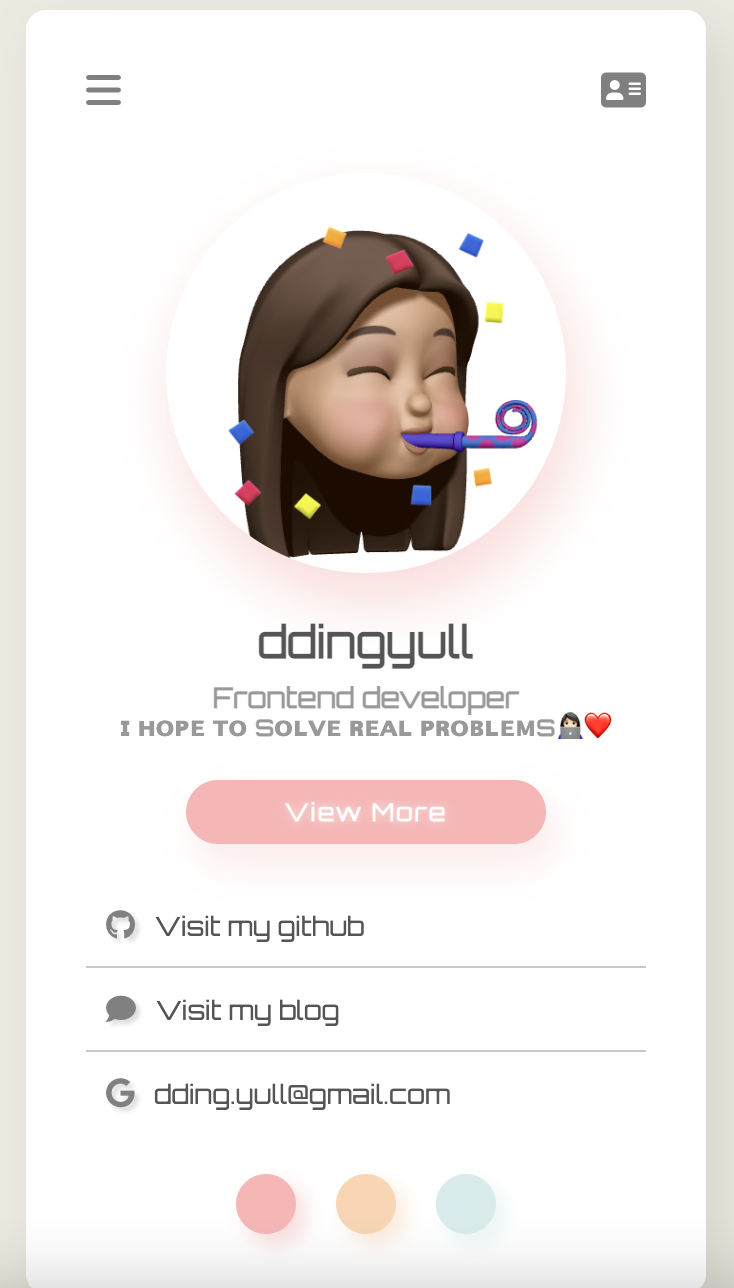 ddingyull
Frontend developer
I HOPE TO SOLVE REAL PROBLEMS👩🏻‍💻❤️
View More
Visit my github
Visit my blog
dding.yull@gmail.com